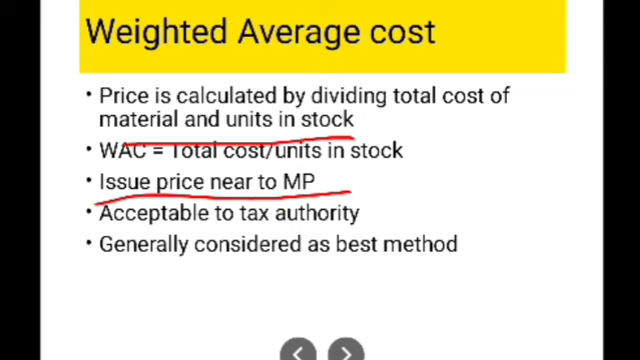 Weighted Average cost
• Price is calculated by dividing total cost of
material and units in stock
• WAC = Total cost/units in stock
• Issue price near to MP
• Acceptable to tax authority
• Generally considered as best method